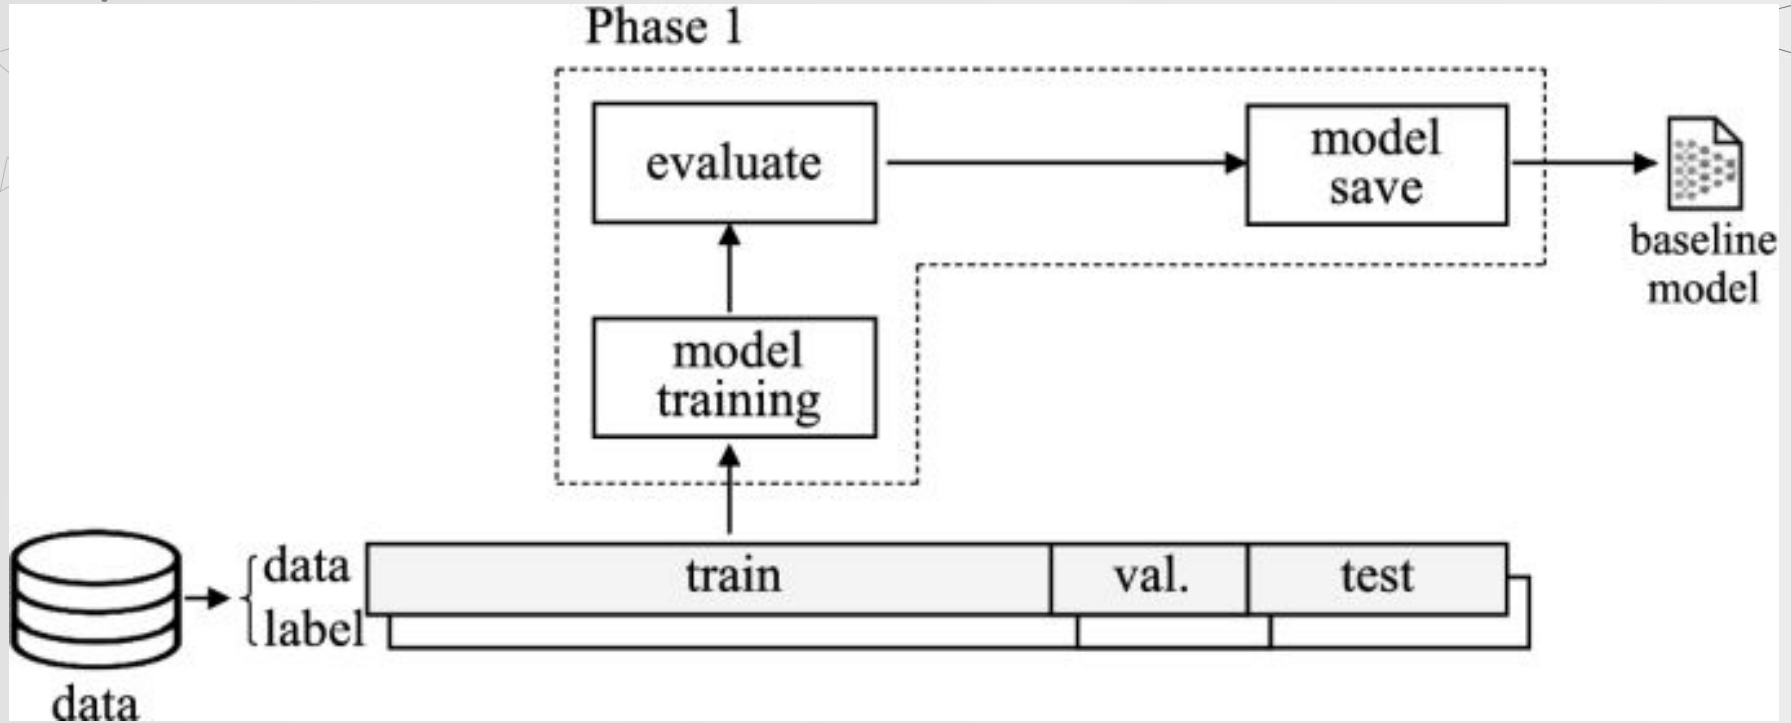 Phase 1
evaluate
model
save
baseline
model
model
training
data
train
val.
test
label
data